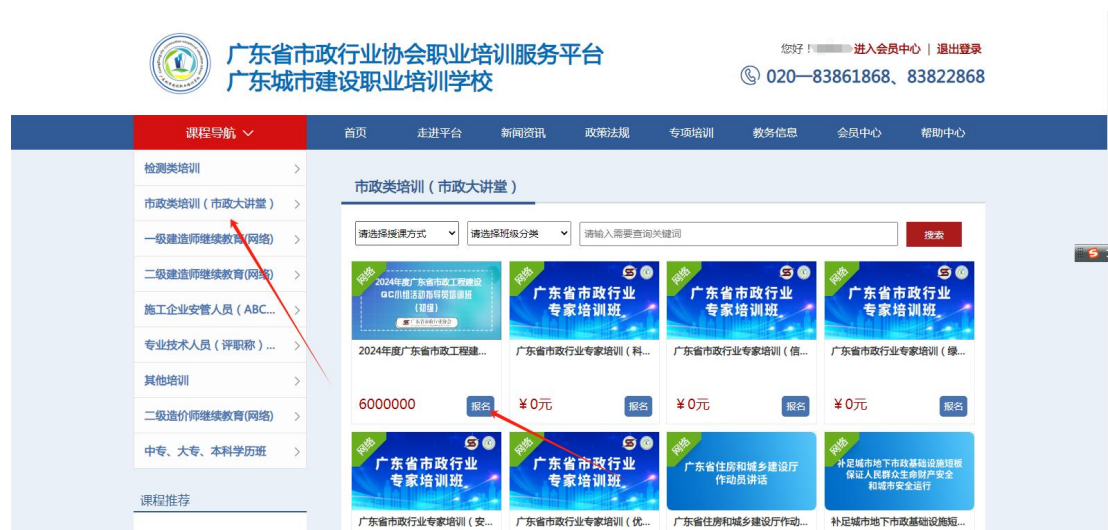 广东省市政行业协会职业培训服务平台
广东城市建设职业培训学校
您好！ 进入会员中心 | 退出登录
020—83861868、83822868
课程导航
首页 走进平台 新闻资讯 政策法规 专项培训 教务信息 会员中心 帮助中心
检测类培训
市政类培训（市政大讲堂）
一级建造师继续教育(网络)
二级建造师继续教育(网络)
施工企业安管人员（ABC...
专业技术人员（评职称）...
其他培训
二级造价师继续教育(网络)
中专、大专、本科学历班
课程推荐
市政类培训（市政大讲堂）
请选择授课方式 请选择班级分类 请输入需要查询关键词 搜索
网络
2024年度广东省市政工程建设
QC小组活动指导员培训班
（初级）
广东省市政行业协会
2024年度广东省市政工程建...
6000000 报名
网络
广东省市政行业
专家培训班
广东省市政行业专家培训（科...
￥0元 报名
网络
广东省市政行业
专家培训班
广东省市政行业专家培训（信...
￥0元 报名
网络
广东省市政行业
专家培训班
广东省市政行业专家培训（绿...
￥0元 报名
网络
广东省市政行业
专家培训班
广东省市政行业专家培训（安...
网络
广东省市政行业
专家培训班
广东省市政行业专家培训（优...
网络
广东省住房和城乡建设厅
作动员讲话
广东省住房和城乡建设厅作动...
网络
补足城市地下市政基础设施短板
保证人民群众生命财产安全
和城市安全运行
补足城市地下市政基础设施短...